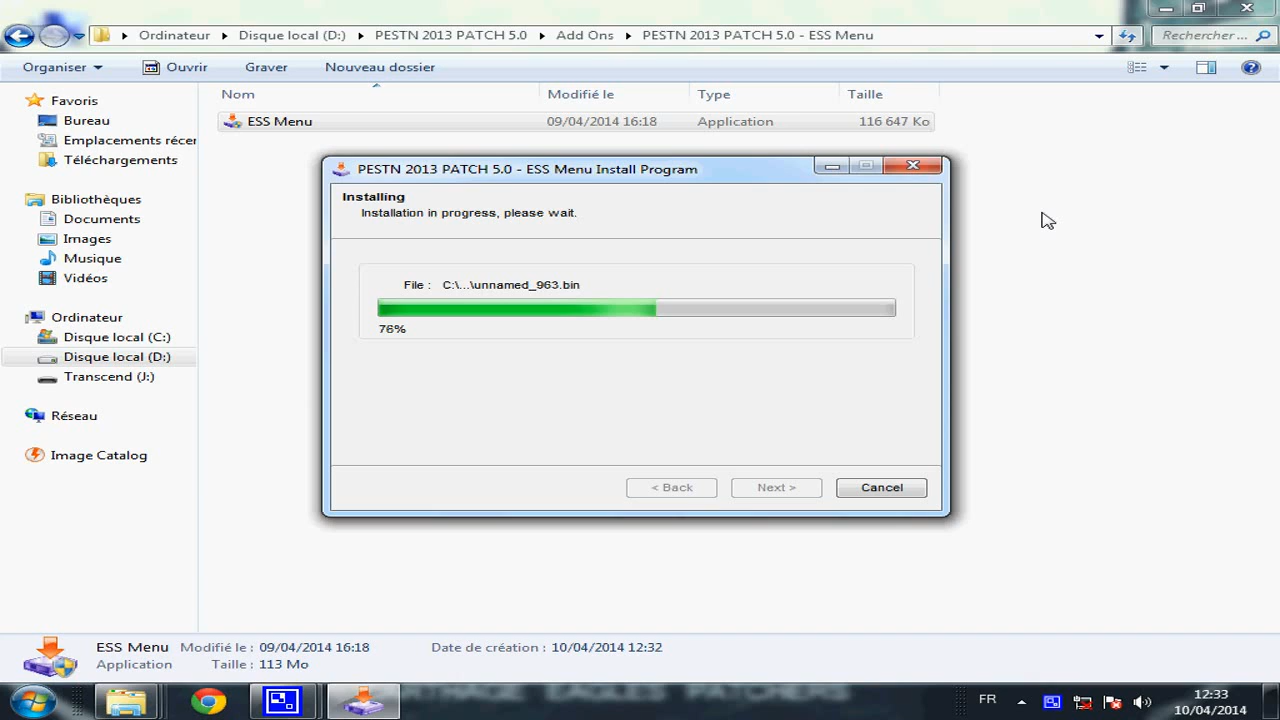 Ordinateur Disque local (D:) PESTN 2013 PATCH 5.0 Add Ons PESTN 2013 PATCH 5.0 - ESS Menu Rechercher ...
Organiser Ouvrir Graver Nouveau dossier
Nom Modifié le Type Taille
ESS Menu 09/04/2014 16:18 Application 116 647 Ko
Favoris
Bureau
Emplacements récer
Téléchargements
Bibliothèques
Documents
Images
Musique
Vidéos
Ordinateur
Disque local (C:)
Disque local (D:)
Transcend (J:)
Réseau
Image Catalog
PESTN 2013 PATCH 5.0 - ESS Menu Install Program
Installing
Installation in progress, please wait.
File : C:\...\unnamed_963.bin
76%
< Back Next > Cancel
ESS Menu Modifié le : 09/04/2014 16:18 Date de création : 10/04/2014 12:32
Application Taille : 113 Mo
FR 12:33
10/04/2014